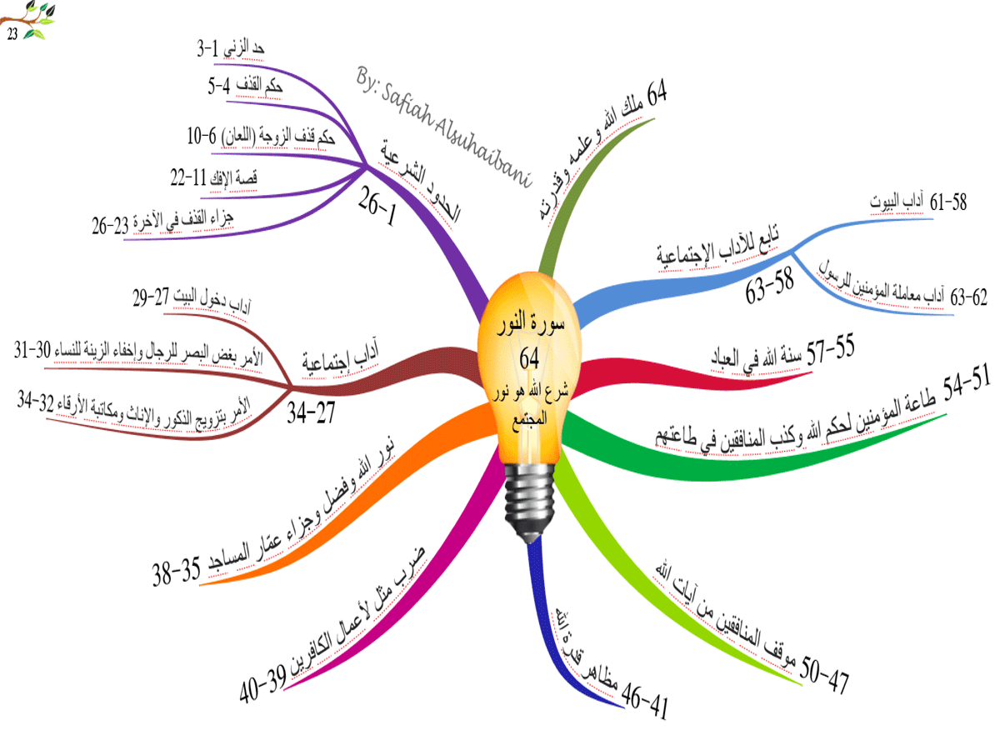 23
By: Safiah Alsuhaibani
سورة النور
64
شرع الله هو نور
المجتمع
الحدود الشرعية
26-1
حد الزني 1-3
حكم القذف 4-5
حكم قذف الزوجة (اللعان) 6-10
قصة الإفك 11-22
جزاء القذف في الآخرة 23-26
آداب إجتماعية
34-27
آداب دخول البيت 27-29
الأمر بغض البصر للرجال وإخفاء الزينة للنساء 30-31
الأمر بتزويج الذكور والإناث ومكاتبة الأرقاء 32-34
نور الله وفضل وجزاء عمّار المساجد 35-38
ضرب مثل لأعمال الكافرين 39-40
46-41 مظاهر قدرة الله
50-47 موقف المنافقين من آيات الله
54-51 طاعة المؤمنين لحكم الله وكذب المنافقين في طاعتهم
57-55 سنة الله في العباد
تابع للآداب الإجتماعية
63-58
61-58 آداب البيوت
63-62 آداب معاملة المؤمنين للرسول
64 ملك الله وعلمه وقدرته